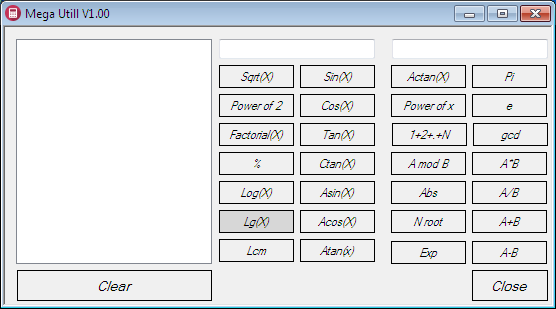 Mega Utill V1.00
Sqrt(X) Sin(X) Actan(X) Pi
Power of 2 Cos(X) Power of x e
Factorial(X) Tan(X) 1+2+.+N gcd
% Ctan(X) A mod B A*B
Log(X) Asin(X) Abs A/B
Lg(X) Acos(X) N root A+B
Lcm Atan(x) Exp A-B
Clear Close